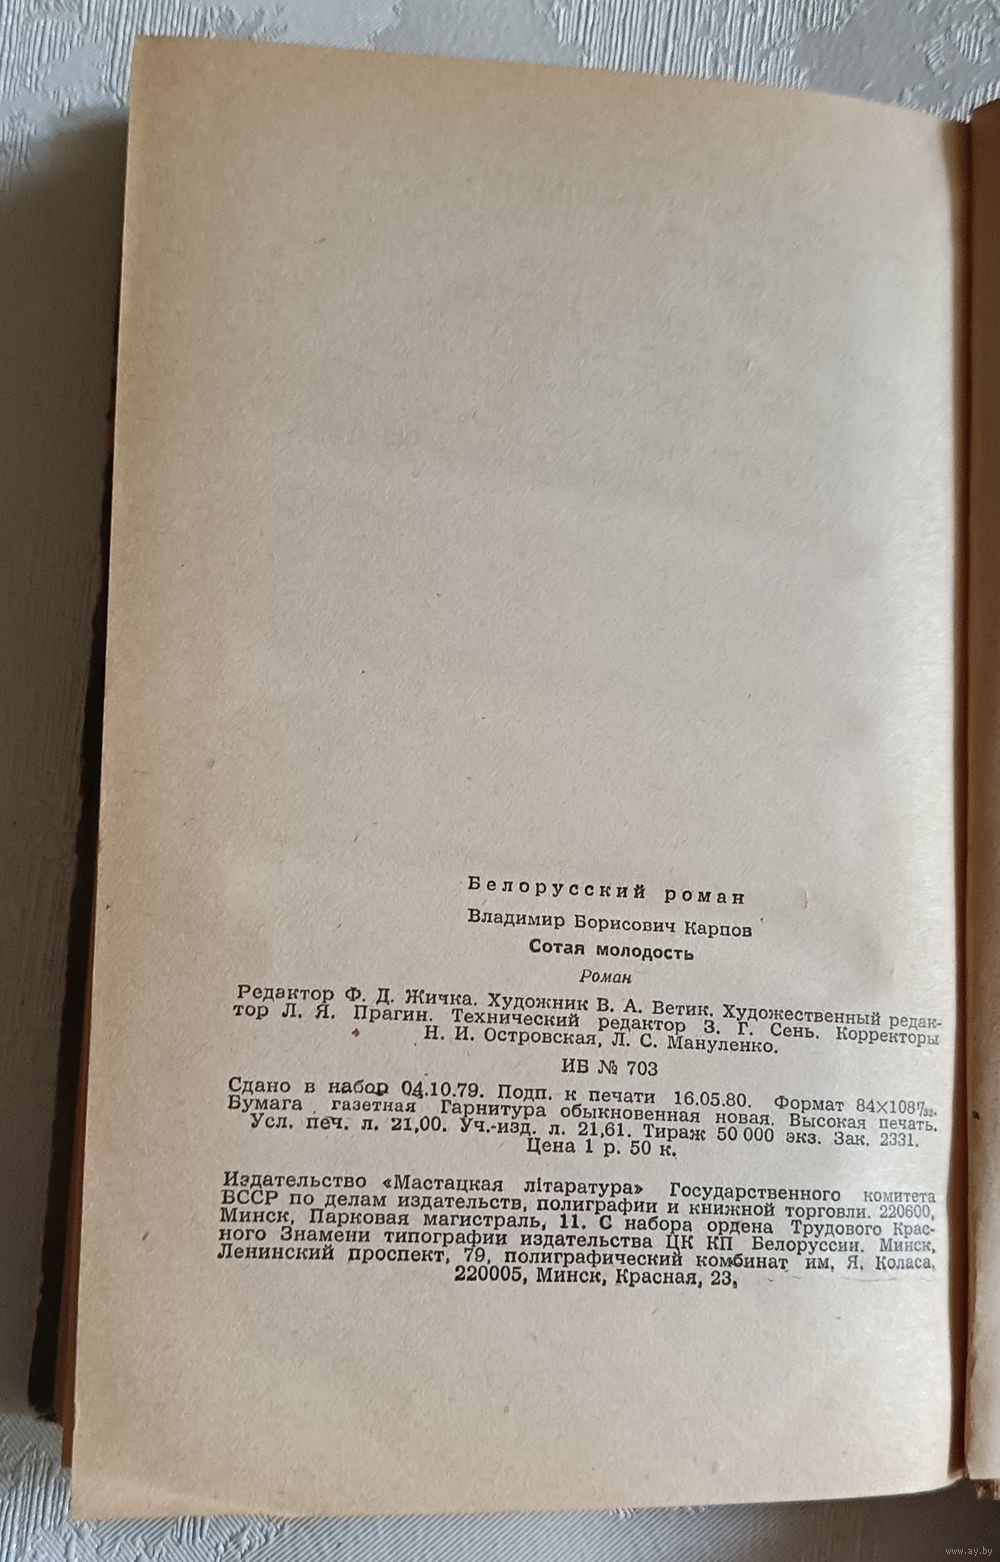 Белорусский роман
Владимир Борисович Карпов
Сотая молодость
Роман
Редактор Ф. Д. Жичка. Художник В. А. Ветик. Художественный редак-
тор Л. Я. Прагин. Технический редактор З. Г. Сень. Корректоры
Н. И. Островская, Л. С. Мануленко.
ИБ № 703
Сдано в набор 04.10.79. Подп. к печати 16.05.80. Формат 84×108¹/₃₂.
Бумага газетная Гарнитура обыкновенная новая. Высокая печать.
Усл. печ. л. 21,00. Уч.-изд. л. 21,61. Тираж 50 000 экз. Зак. 2331.
Цена 1 р. 50 к.
Издательство «Мастацкая літаратура» Государственного комитета
БССР по делам издательств, полиграфии и книжной торговли. 220600,
Минск, Парковая магистраль, 11. С набора ордена Трудового Крас-
ного Знамени типографии издательства ЦК КП Белоруссии. Минск,
Ленинский проспект, 79, полиграфический комбинат им. Я. Коласа.
220005, Минск, Красная, 23.
www.ay.by